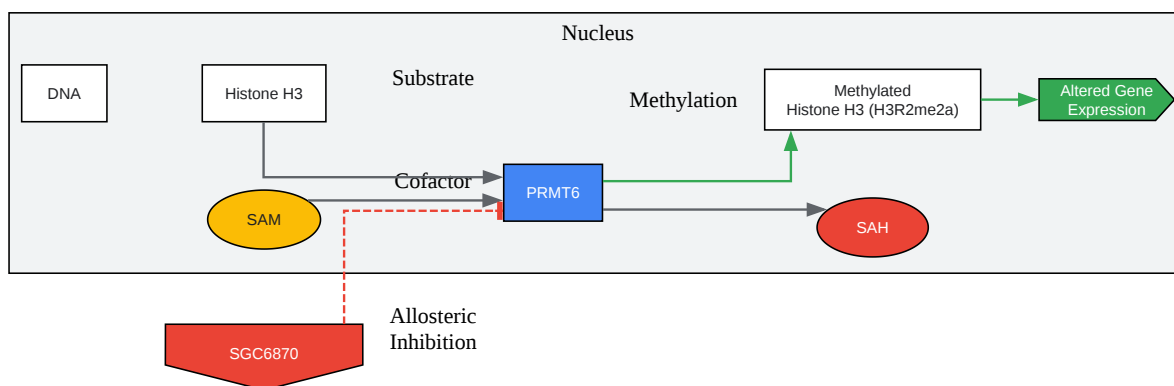 Nucleus
DNA
Histone H3
Substrate
Methylation
Methylated
Histone H3 (H3R2me2a)
Altered Gene
Expression
Cofactor
PRMT6
SAM
SAH
Allosteric
Inhibition
SGC6870